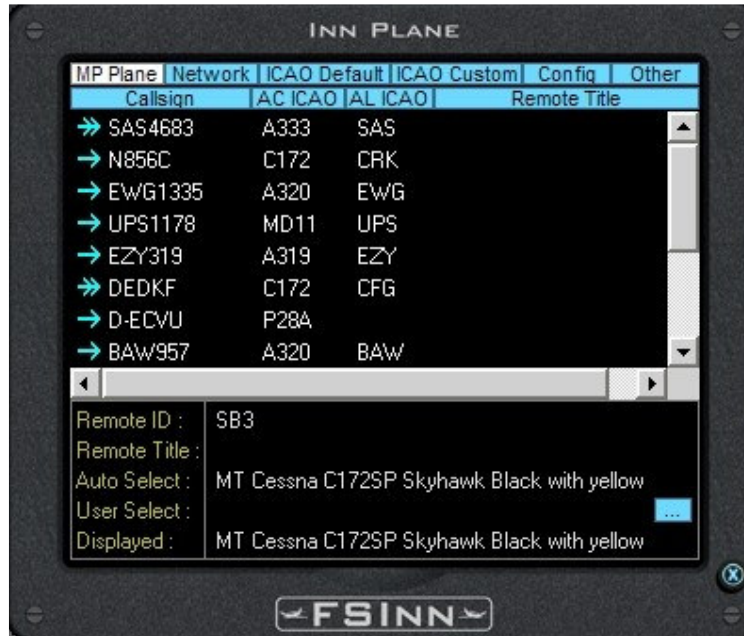 INN PLANE
MP Plane Network ICAO Default ICAO Custom Config Other
Callsign AC ICAO AL ICAO Remote Title
SAS4683 A333 SAS
N856C C172 CRK
EWG1335 A320 EWG
UPS1178 MD11 UPS
EZY319 A319 EZY
DEDKF C172 CFG
D-ECVU P28A
BAW957 A320 BAW
Remote ID : SB3
Remote Title :
Auto Select : MT Cessna C172SP Skyhawk Black with yellow
User Select : ...
Displayed : MT Cessna C172SP Skyhawk Black with yellow
X
FSINN